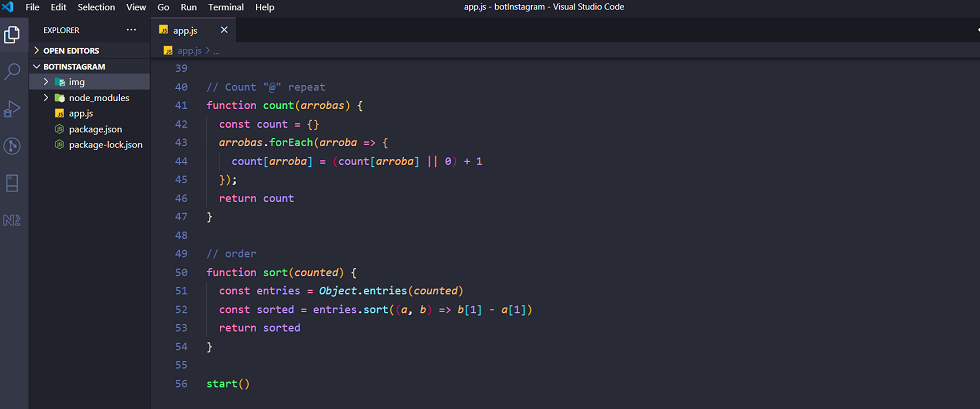 File Edit Selection View Go Run Terminal Help
app.js - botInstagram - Visual Studio Code
EXPLORER ···
OPEN EDITORS
BOTINSTAGRAM
img
node_modules
app.js
package.json
package-lock.json
JS app.js ×
JS app.js > ...
39
40 // Count "@" repeat
41 function count(arrobas) {
42 const count = {}
43 arrobas.forEach(arroba => {
44 count[arroba] = (count[arroba] || 0) + 1
45 });
46 return count
47 }
48
49 // order
50 function sort(counted) {
51 const entries = Object.entries(counted)
52 const sorted = entries.sort((a, b) => b[1] - a[1])
53 return sorted
54 }
55
56 start()